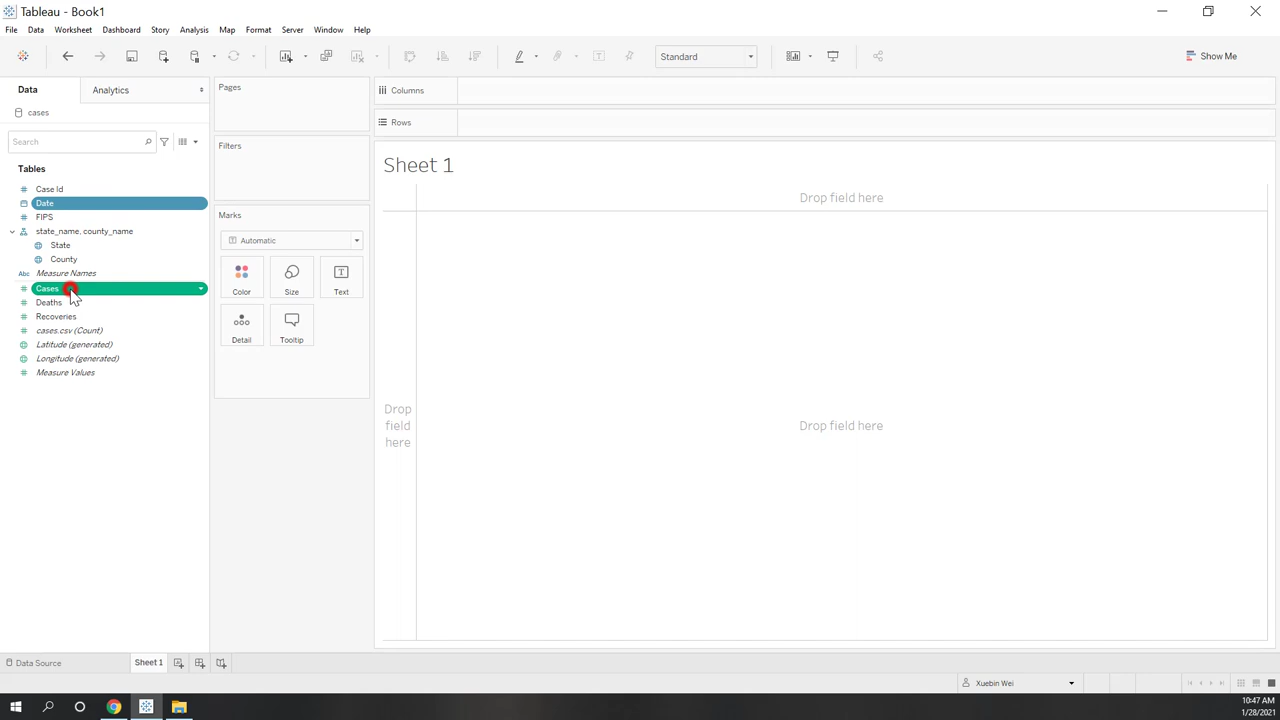 Tableau - Book1
File Data Worksheet Dashboard Story Analysis Map Format Server Window Help
Standard
Show Me
Data
Analytics
cases
Search
Tables
Case Id
Date
FIPS
state_name, county_name
State
County
Abc Measure Names
Cases
Deaths
Recoveries
cases.csv (Count)
Latitude (generated)
Longitude (generated)
Measure Values
Pages
Filters
Marks
Automatic
Color
Size
Text
Detail
Tooltip
Columns
Rows
Sheet 1
Drop field here
Drop
field
here
Drop field here
Data Source
Sheet 1
Xuebin Wei
10:47 AM
1/28/2021